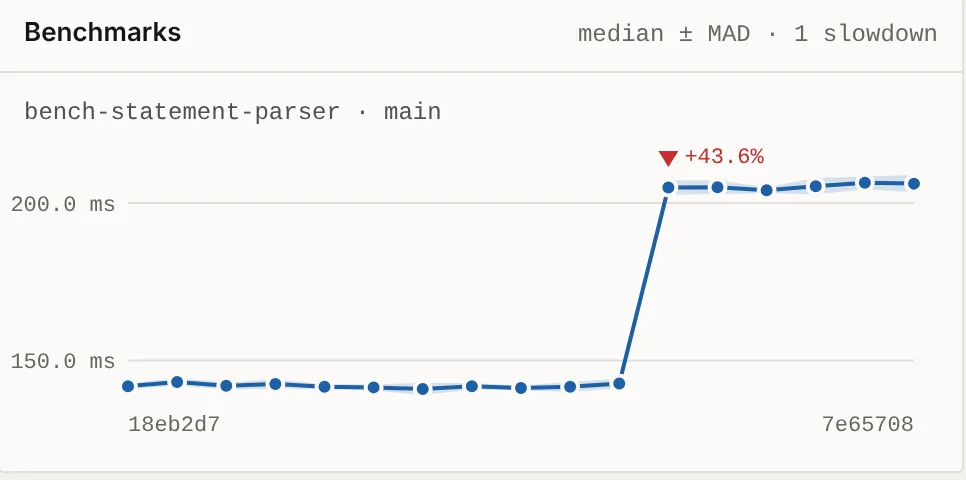 Benchmarks
median ± MAD · 1 slowdown
bench-statement-parser · main
▼ +43.6%
200.0 ms
150.0 ms
18eb2d7
7e65708